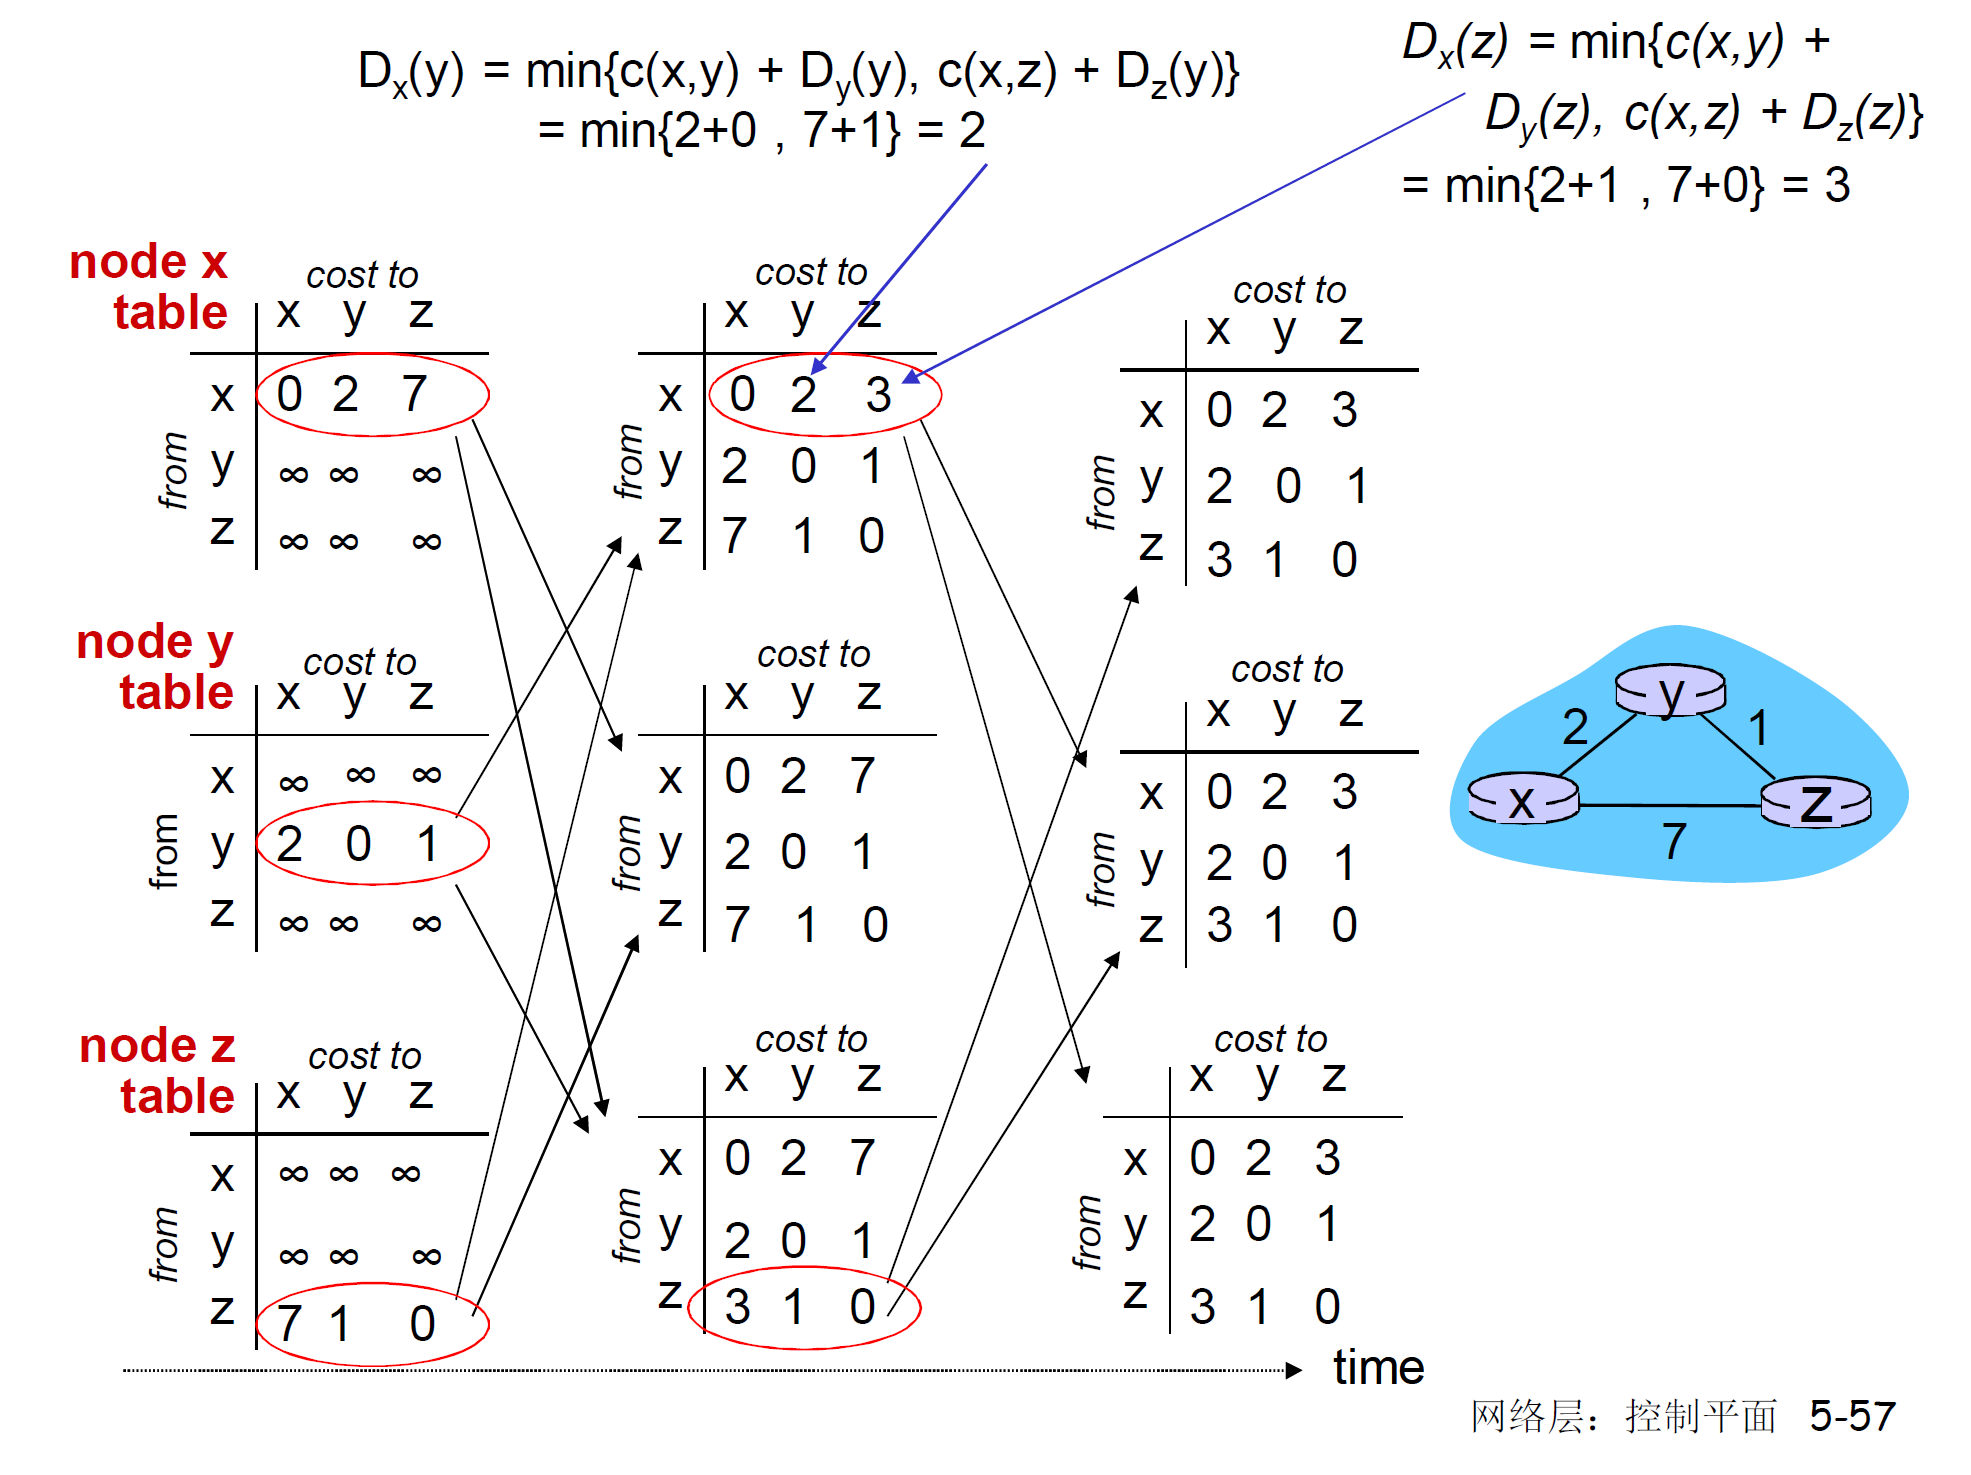 Dx(y) = min{c(x,y) + Dy(y), c(x,z) + Dz(y)}
= min{2+0 , 7+1} = 2
Dx(z) = min{c(x,y) +
Dy(z), c(x,z) + Dz(z)}
= min{2+1 , 7+0} = 3
node x
table
cost to
x y z
from
x 0 2 7
y ∞ ∞ ∞
z ∞ ∞ ∞
cost to
x y z
from
x 0 2 3
y 2 0 1
z 7 1 0
cost to
x y z
from
x 0 2 3
y 2 0 1
z 3 1 0
node y
table
cost to
x y z
from
x ∞ ∞ ∞
y 2 0 1
z ∞ ∞ ∞
cost to
x y z
from
x 0 2 7
y 2 0 1
z 7 1 0
cost to
x y z
from
x 0 2 3
y 2 0 1
z 3 1 0
y
2 1
x z
7
node z
table
cost to
x y z
from
x ∞ ∞ ∞
y ∞ ∞ ∞
z 7 1 0
cost to
x y z
from
x 0 2 7
y 2 0 1
z 3 1 0
cost to
x y z
from
x 0 2 3
y 2 0 1
z 3 1 0
time
网络层：控制平面 5-57